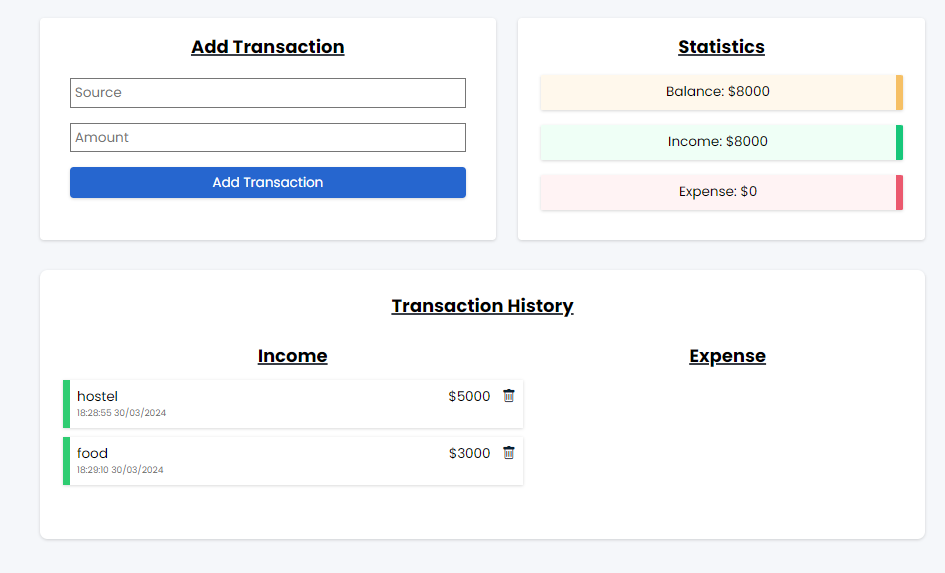 Add Transaction
Source
Amount
Add Transaction
Statistics
Balance: $8000
Income: $8000
Expense: $0
Transaction History
Income
hostel
$5000
18:28:55 30/03/2024
food
$3000
18:29:10 30/03/2024
Expense